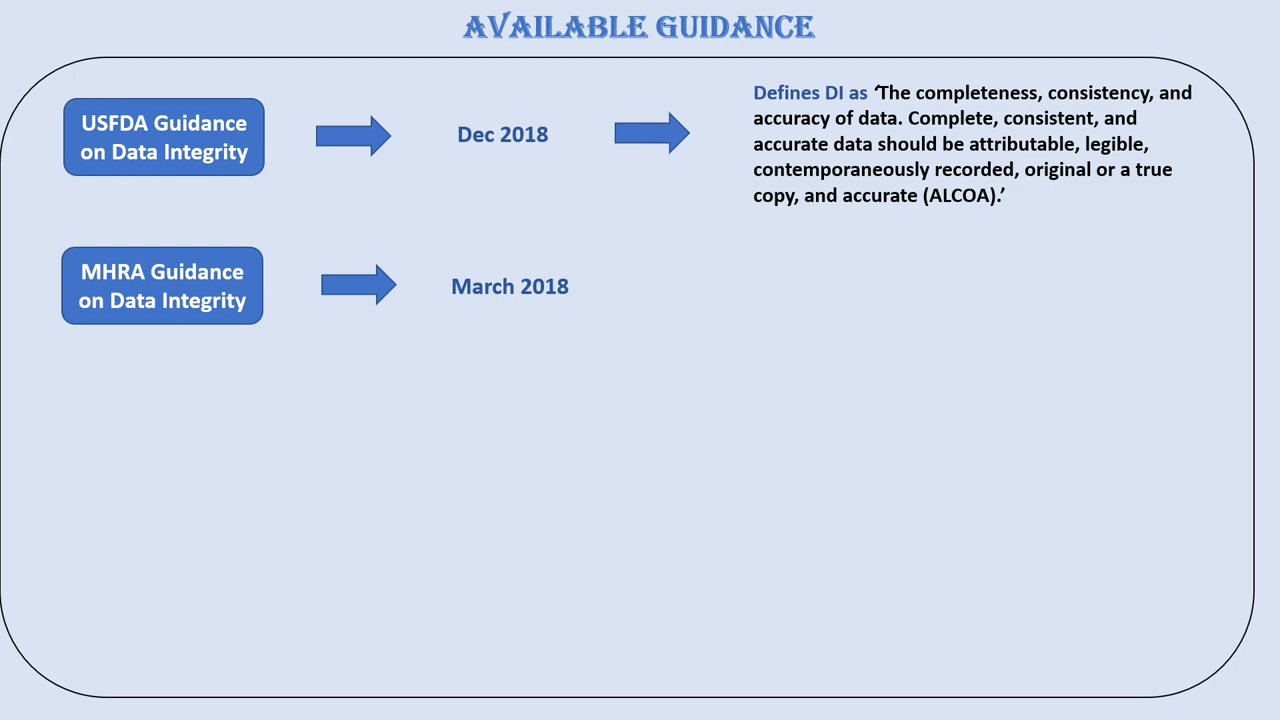 AVAILABLE GUIDANCE
USFDA Guidance
on Data Integrity
Dec 2018
Defines DI as ‘The completeness, consistency, and
accuracy of data. Complete, consistent, and
accurate data should be attributable, legible,
contemporaneously recorded, original or a true
copy, and accurate (ALCOA).’
MHRA Guidance
on Data Integrity
March 2018